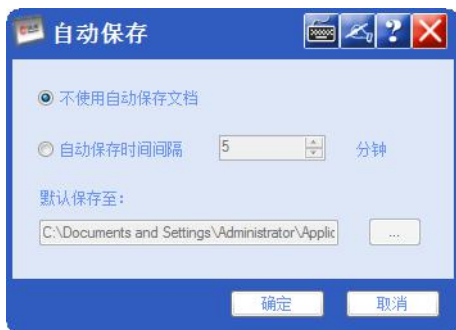 自动保存
不使用自动保存文档
自动保存时间间隔 5 分钟
默认保存至:
C:\Documents and Settings\Administrator\Applic ...
确定 取消